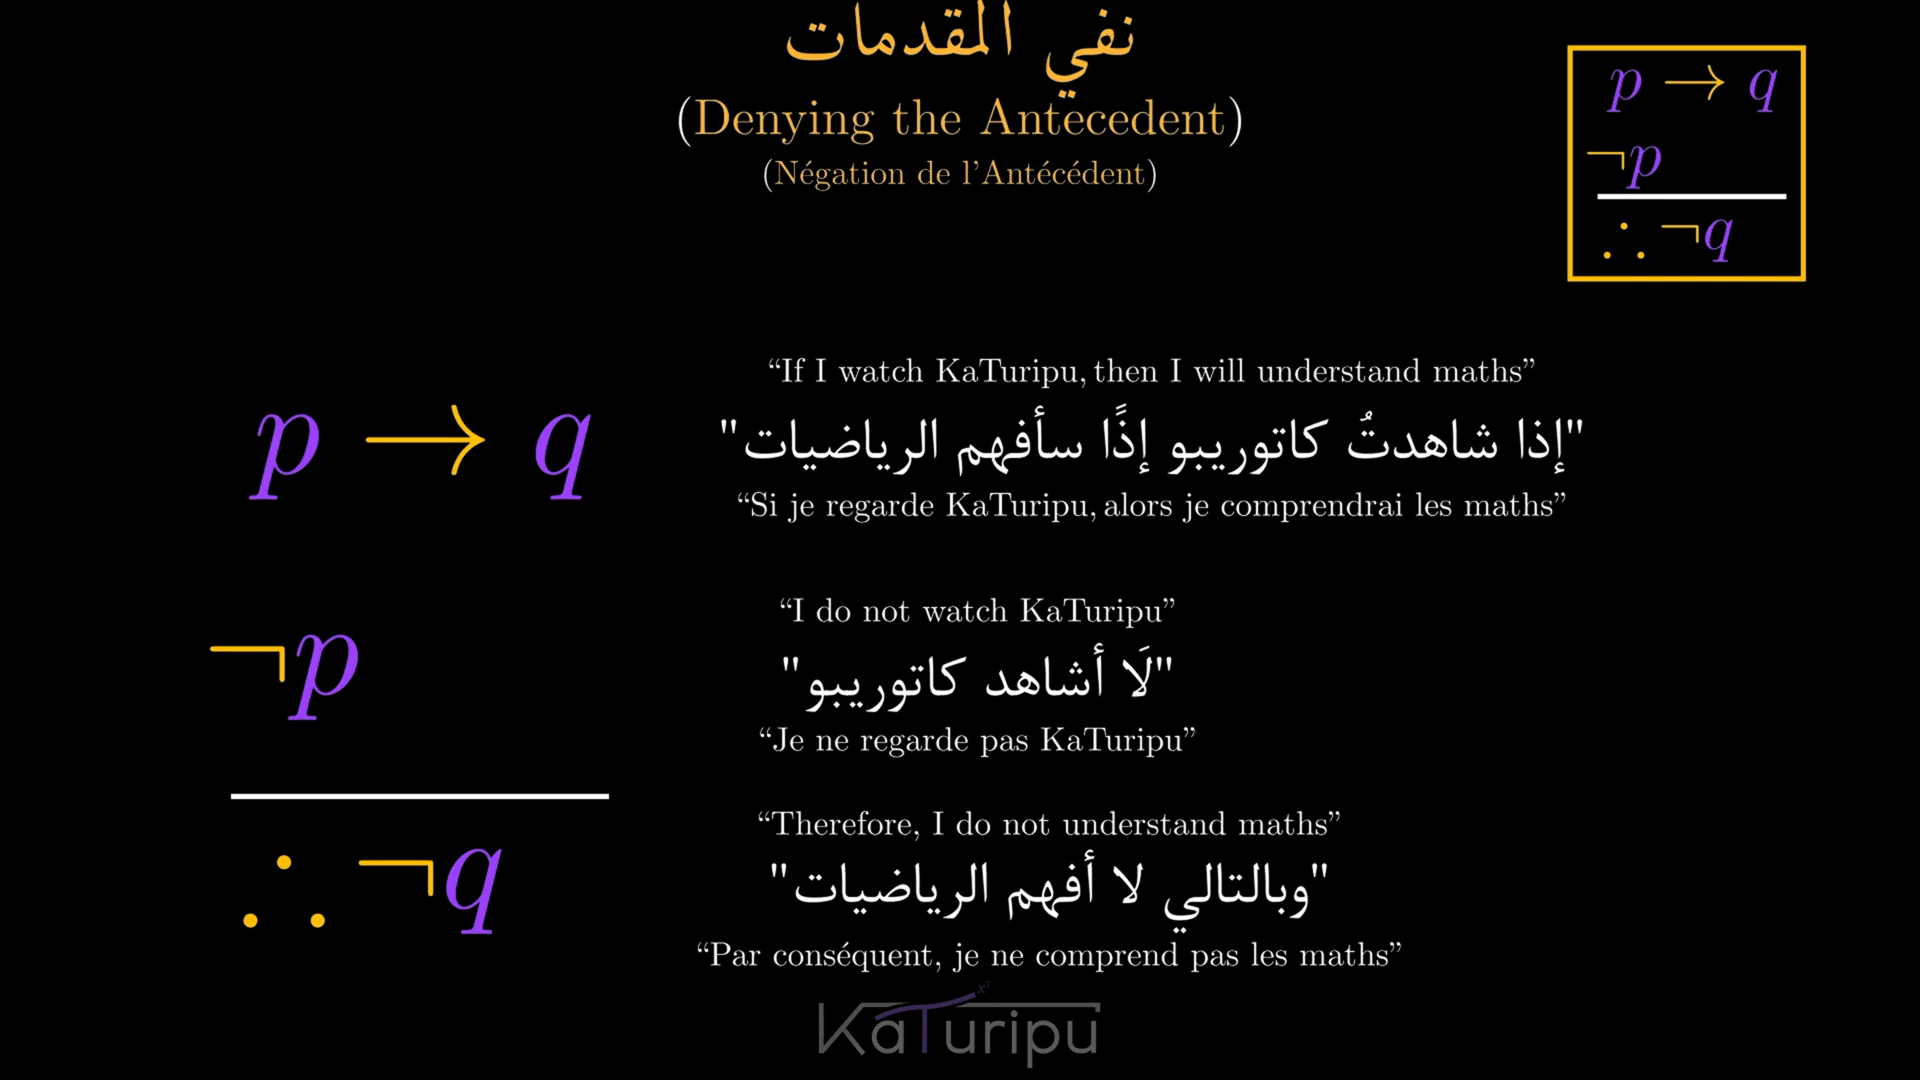 نفي المقدمات
(Denying the Antecedent)
(Négation de l'Antécédent)
p → q
¬p
∴ ¬q
p → q
“If I watch KaTuripu, then I will understand maths”
"إذا شاهدتُ كاتوريبو إذًا سأفهم الرياضيات"
“Si je regarde KaTuripu, alors je comprendrai les maths”
¬p
“I do not watch KaTuripu”
"لَا أشاهد كاتوريبو"
“Je ne regarde pas KaTuripu”
∴ ¬q
“Therefore, I do not understand maths”
"وبالتالي لا أفهم الرياضيات"
“Par conséquent, je ne comprend pas les maths”
KaTuripu